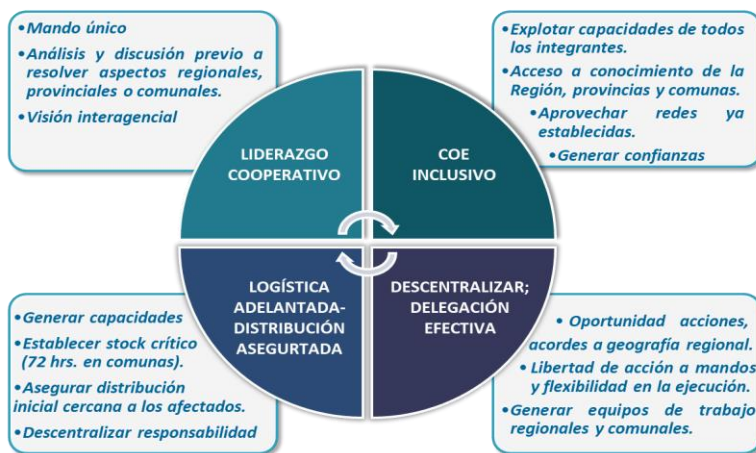 •Mando único
•Análisis y discusión previo a
resolver aspectos regionales,
provinciales o comunales.
•Visión interagencial
•Explotar capacidades de todos
los integrantes.
•Acceso a conocimiento de la
Región, provincias y comunas.
•Aprovechar redes ya
establecidas.
•Generar confianzas
LIDERAZGO
COOPERATIVO
COE
INCLUSIVO
LOGÍSTICA
ADELANTADA-
DISTRIBUCIÓN
ASEGURTADA
DESCENTRALIZAR;
DELEGACIÓN
EFECTIVA
•Generar capacidades
•Establecer stock crítico
(72 hrs. en comunas).
•Asegurar distribución
inicial cercana a los afectados.
•Descentralizar responsabilidad
• Oportunidad acciones,
acordes a geografía regional.
• Libertad de acción a mandos
y flexibilidad en la ejecución.
•Generar equipos de trabajo
regionales y comunales.